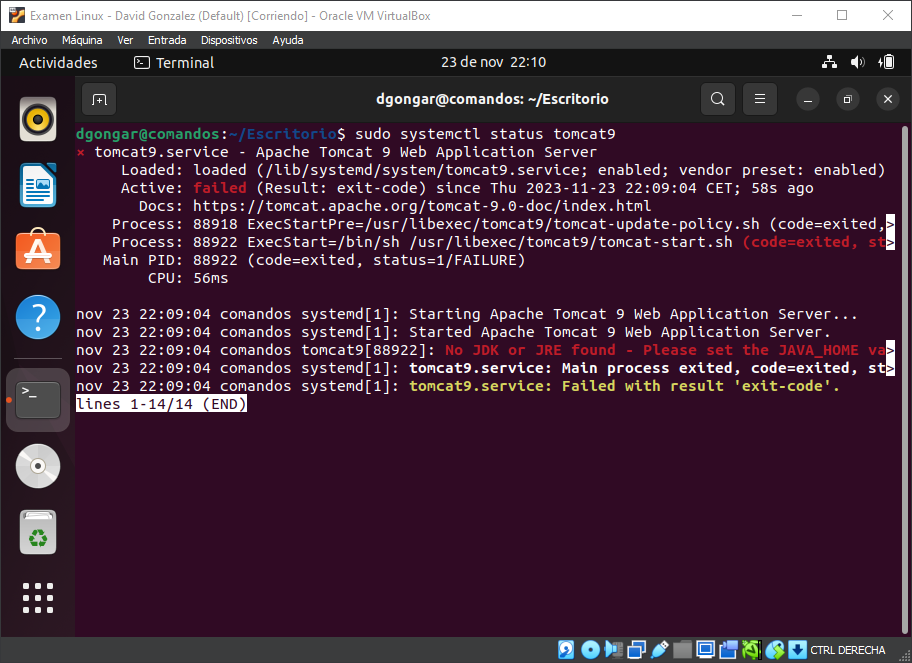 Examen Linux - David Gonzalez (Default) [Corriendo] - Oracle VM VirtualBox
Archivo Máquina Ver Entrada Dispositivos Ayuda
Actividades Terminal 23 de nov 22:10
dgongar@comandos: ~/Escritorio
dgongar@comandos:~/Escritorio$ sudo systemctl status tomcat9
× tomcat9.service - Apache Tomcat 9 Web Application Server
Loaded: loaded (/lib/systemd/system/tomcat9.service; enabled; vendor preset: enabled)
Active: failed (Result: exit-code) since Thu 2023-11-23 22:09:04 CET; 58s ago
Docs: https://tomcat.apache.org/tomcat-9.0-doc/index.html
Process: 88918 ExecStartPre=/usr/libexec/tomcat9/tomcat-update-policy.sh (code=exited,>
Process: 88922 ExecStart=/bin/sh /usr/libexec/tomcat9/tomcat-start.sh (code=exited, st>
Main PID: 88922 (code=exited, status=1/FAILURE)
CPU: 56ms
nov 23 22:09:04 comandos systemd[1]: Starting Apache Tomcat 9 Web Application Server...
nov 23 22:09:04 comandos systemd[1]: Started Apache Tomcat 9 Web Application Server.
nov 23 22:09:04 comandos tomcat9[88922]: No JDK or JRE found - Please set the JAVA_HOME va>
nov 23 22:09:04 comandos systemd[1]: tomcat9.service: Main process exited, code=exited, st>
nov 23 22:09:04 comandos systemd[1]: tomcat9.service: Failed with result 'exit-code'.
lines 1-14/14 (END)
CTRL DERECHA